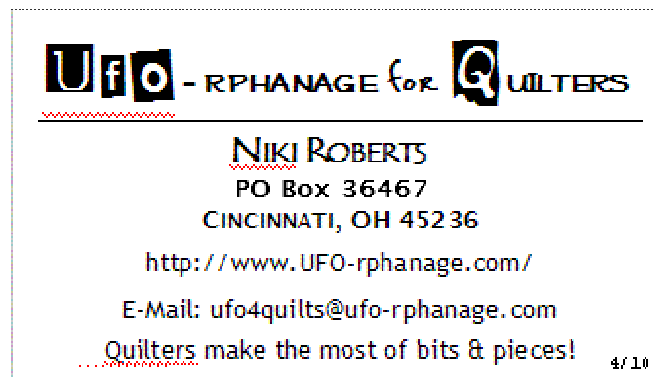 Ufo-RPHANAGE for QUILTERS
NIKI ROBERTS
PO Box 36467
CINCINNATI, OH 45236
http://www.UFO-rphanage.com/
E-Mail: ufo4quilts@ufo-rphanage.com
Quilters make the most of bits & pieces!
4/10